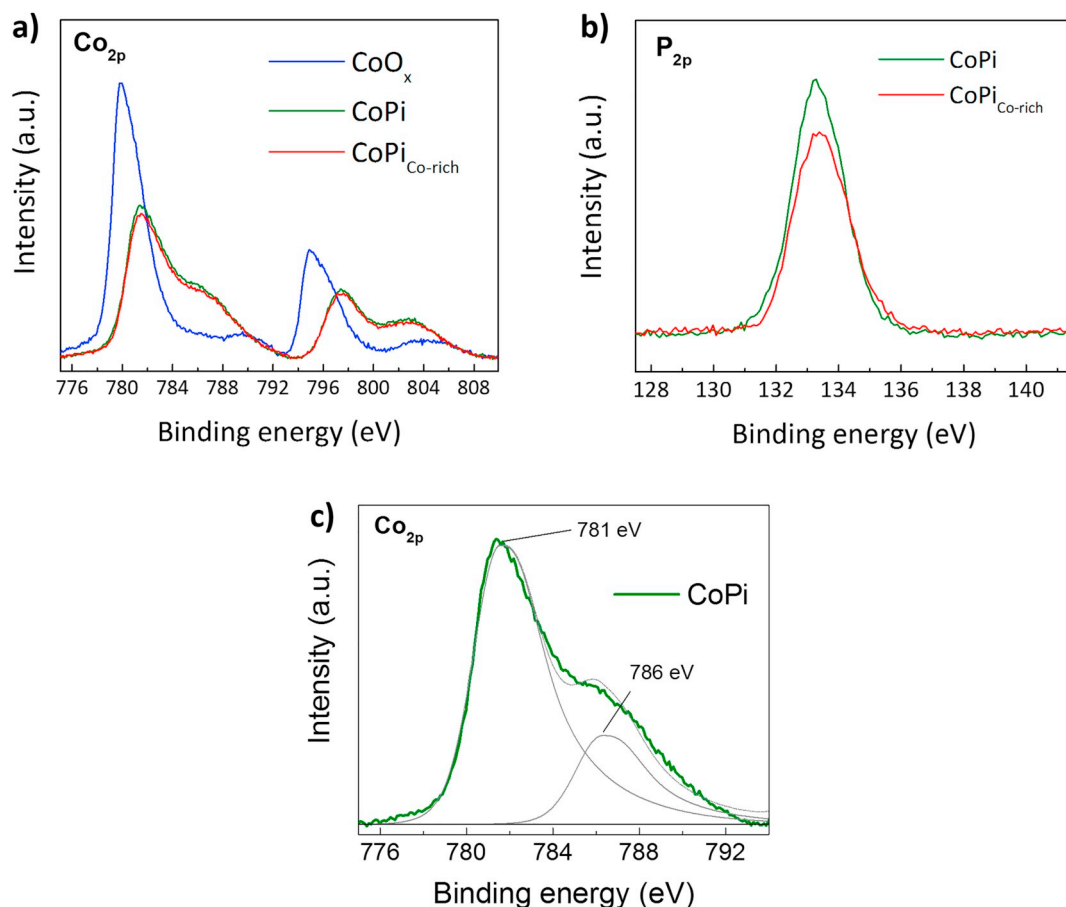 a)
Co2p
CoOx
CoPi
CoPiCo-rich
Intensity (a.u.)
776 780 784 788 792 796 800 804 808
Binding energy (eV)
b)
P2p
CoPi
CoPiCo-rich
Intensity (a.u.)
128 130 132 134 136 138 140
Binding energy (eV)
c)
Co2p
781 eV
CoPi
786 eV
Intensity (a.u.)
776 780 784 788 792
Binding energy (eV)